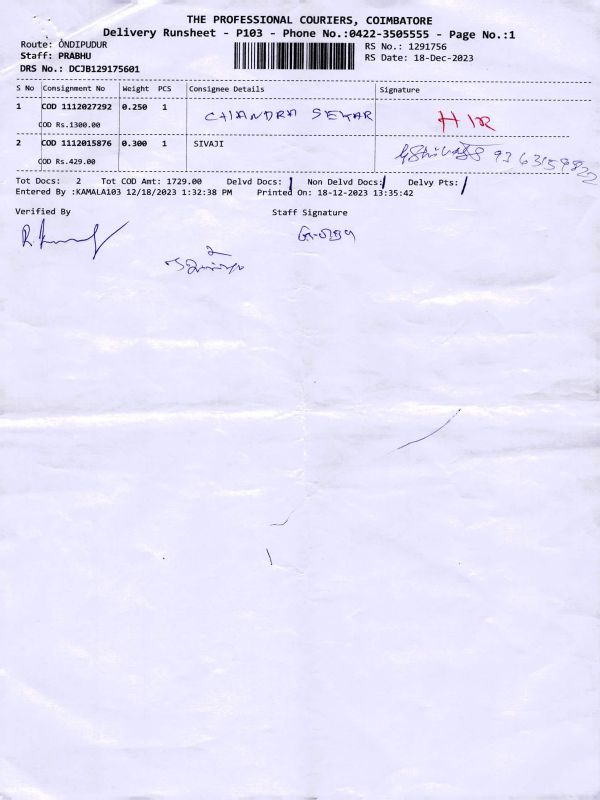 THE PROFESSIONAL COURIERS, COIMBATORE
Delivery Runsheet - P103 - Phone No.:0422-3505555 - Page No.:1
Route: ONDIPUDUR
RS No.: 1291756
Staff: PRABHU
RS Date: 18-Dec-2023
DRS No.: DCJB129175601
S No Consignment No Weight PCS Consignee Details Signature
1 COD 1112027292 0.250 1 CHANDRA SEKAR
COD Rs.1300.00
2 COD 1112015876 0.300 1 SIVAJI
COD Rs.429.00
Tot Docs: 2 Tot COD Amt: 1729.00 Delvd Docs: Non Delvd Docs: Delvy Pts:
Entered By :KAMALA103 12/18/2023 1:32:38 PM Printed On: 18-12-2023 13:35:42
Verified By Staff Signature